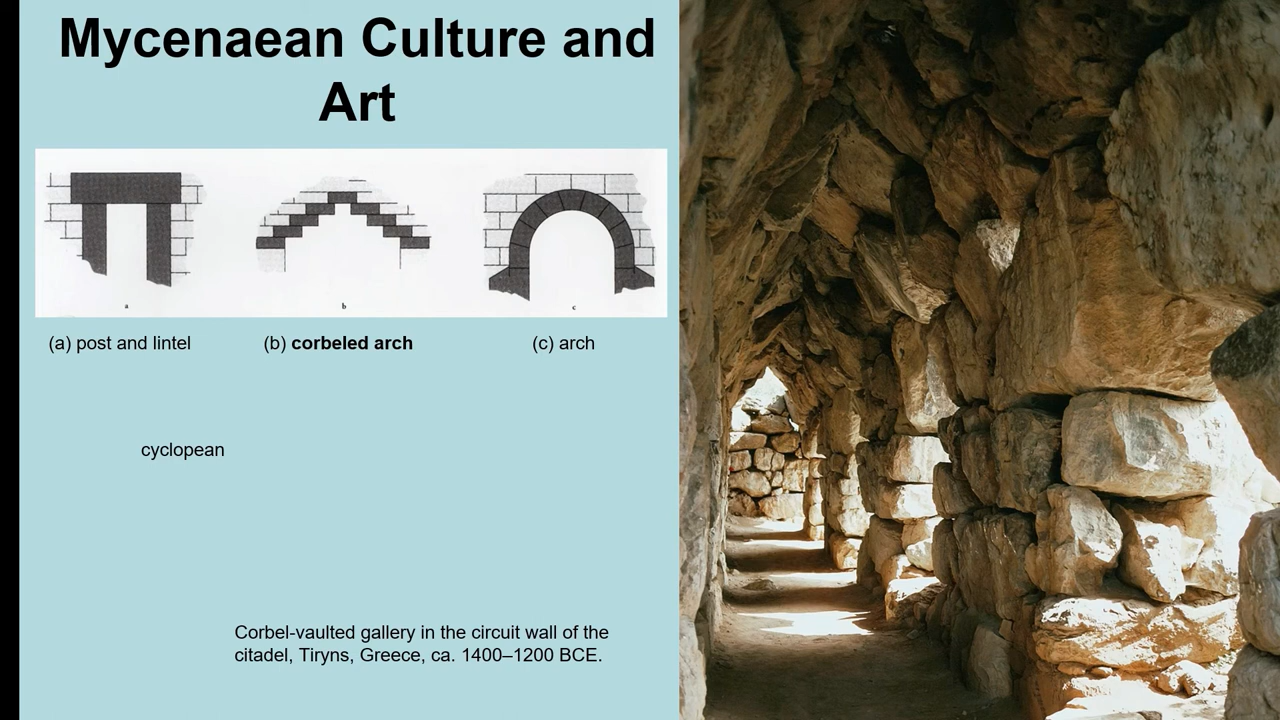 Mycenaean Culture and
Art
a
b
c
(a) post and lintel
(b) corbeled arch
(c) arch
cyclopean
Corbel-vaulted gallery in the circuit wall of the
citadel, Tiryns, Greece, ca. 1400–1200 BCE.